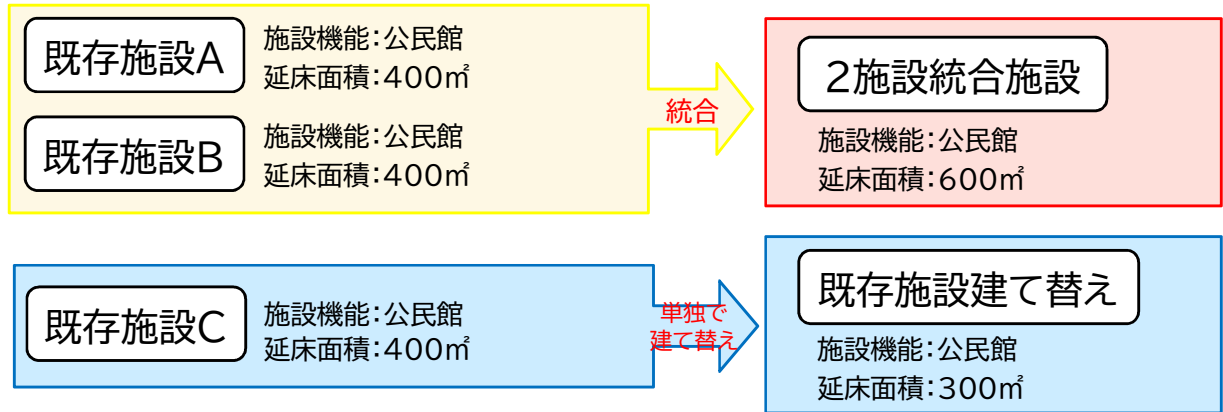 既存施設A
施設機能:公民館
延床面積:400㎡
既存施設B
施設機能:公民館
延床面積:400㎡
統合
2施設統合施設
施設機能:公民館
延床面積:600㎡
既存施設C
施設機能:公民館
延床面積:400㎡
単独で
建て替え
既存施設建て替え
施設機能:公民館
延床面積:300㎡